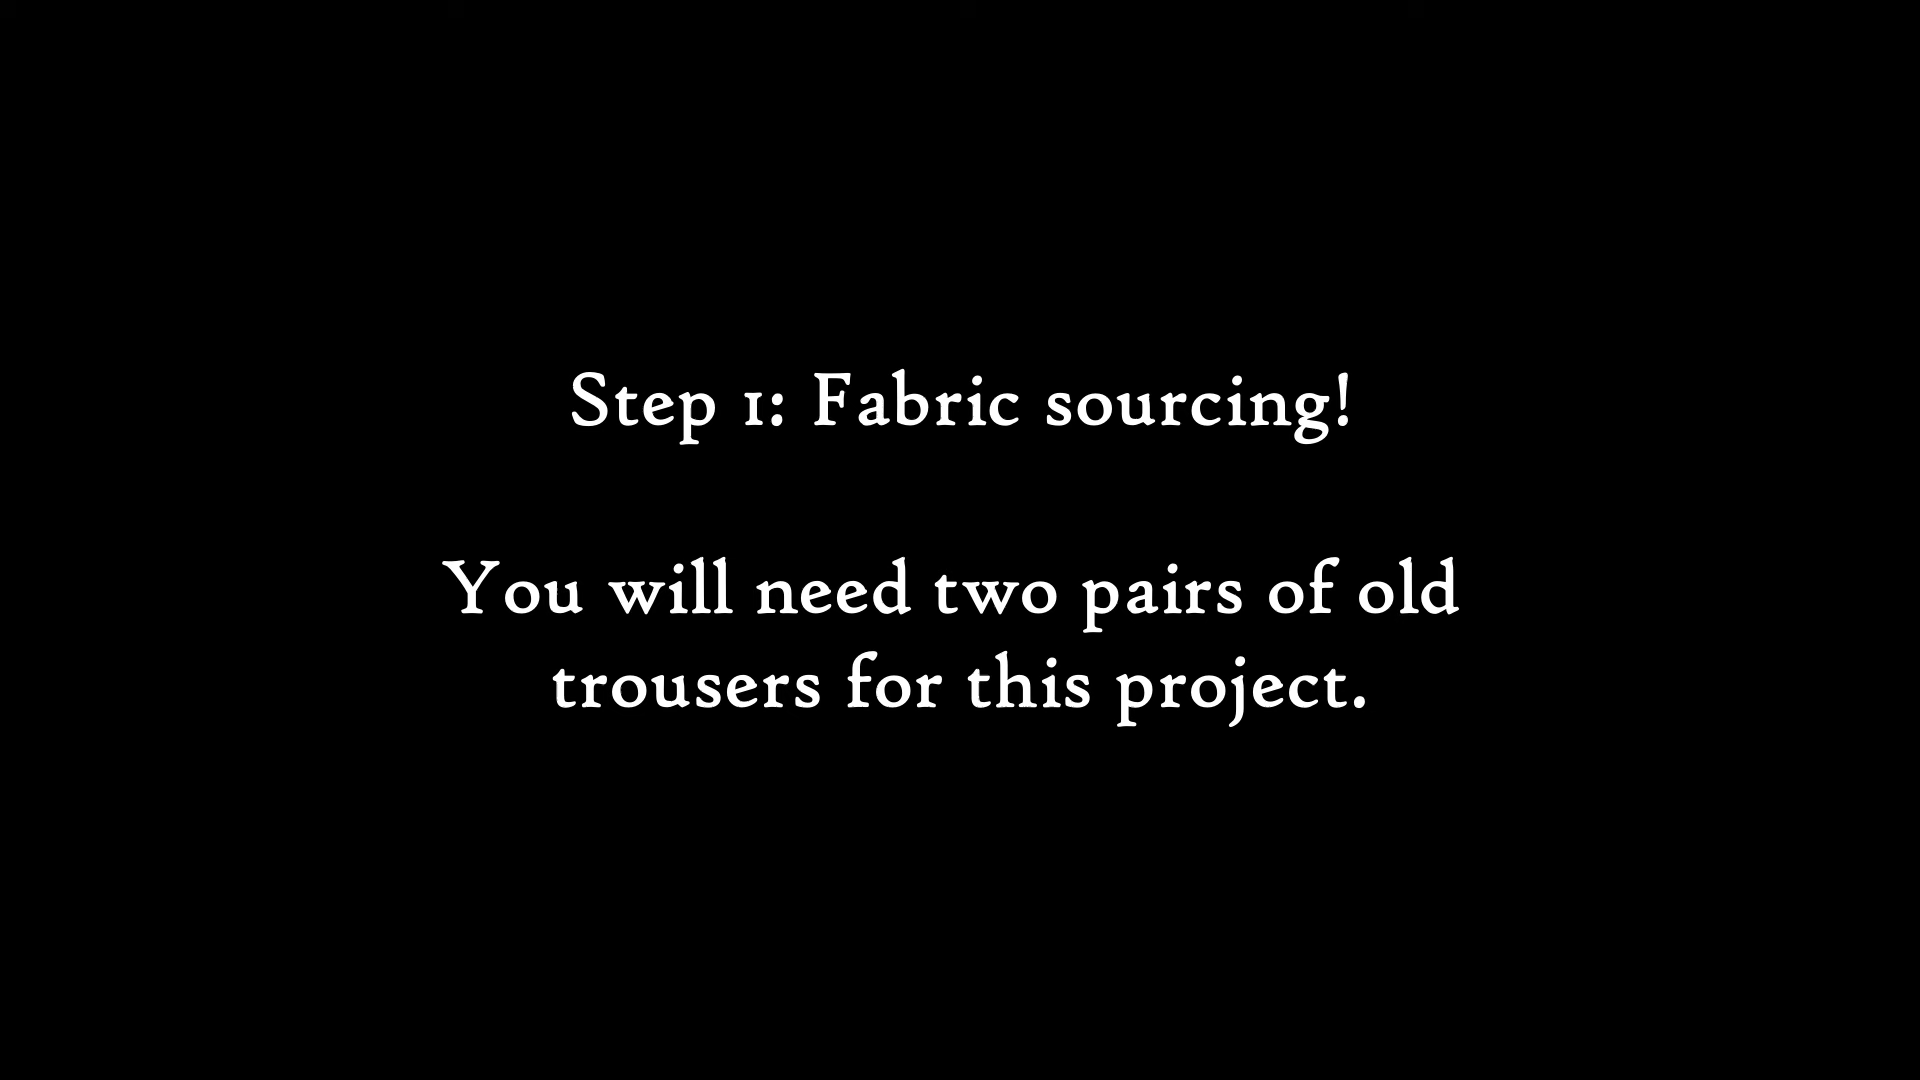 Step 1: Fabric sourcing!
You will need two pairs of old
trousers for this project.